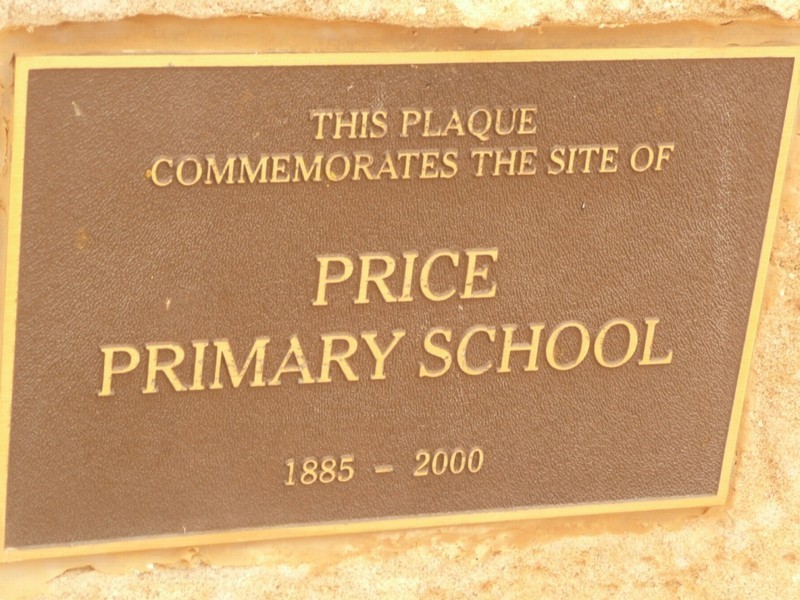 THIS PLAQUE
COMMEMORATES THE SITE OF
PRICE
PRIMARY SCHOOL
1885 - 2000